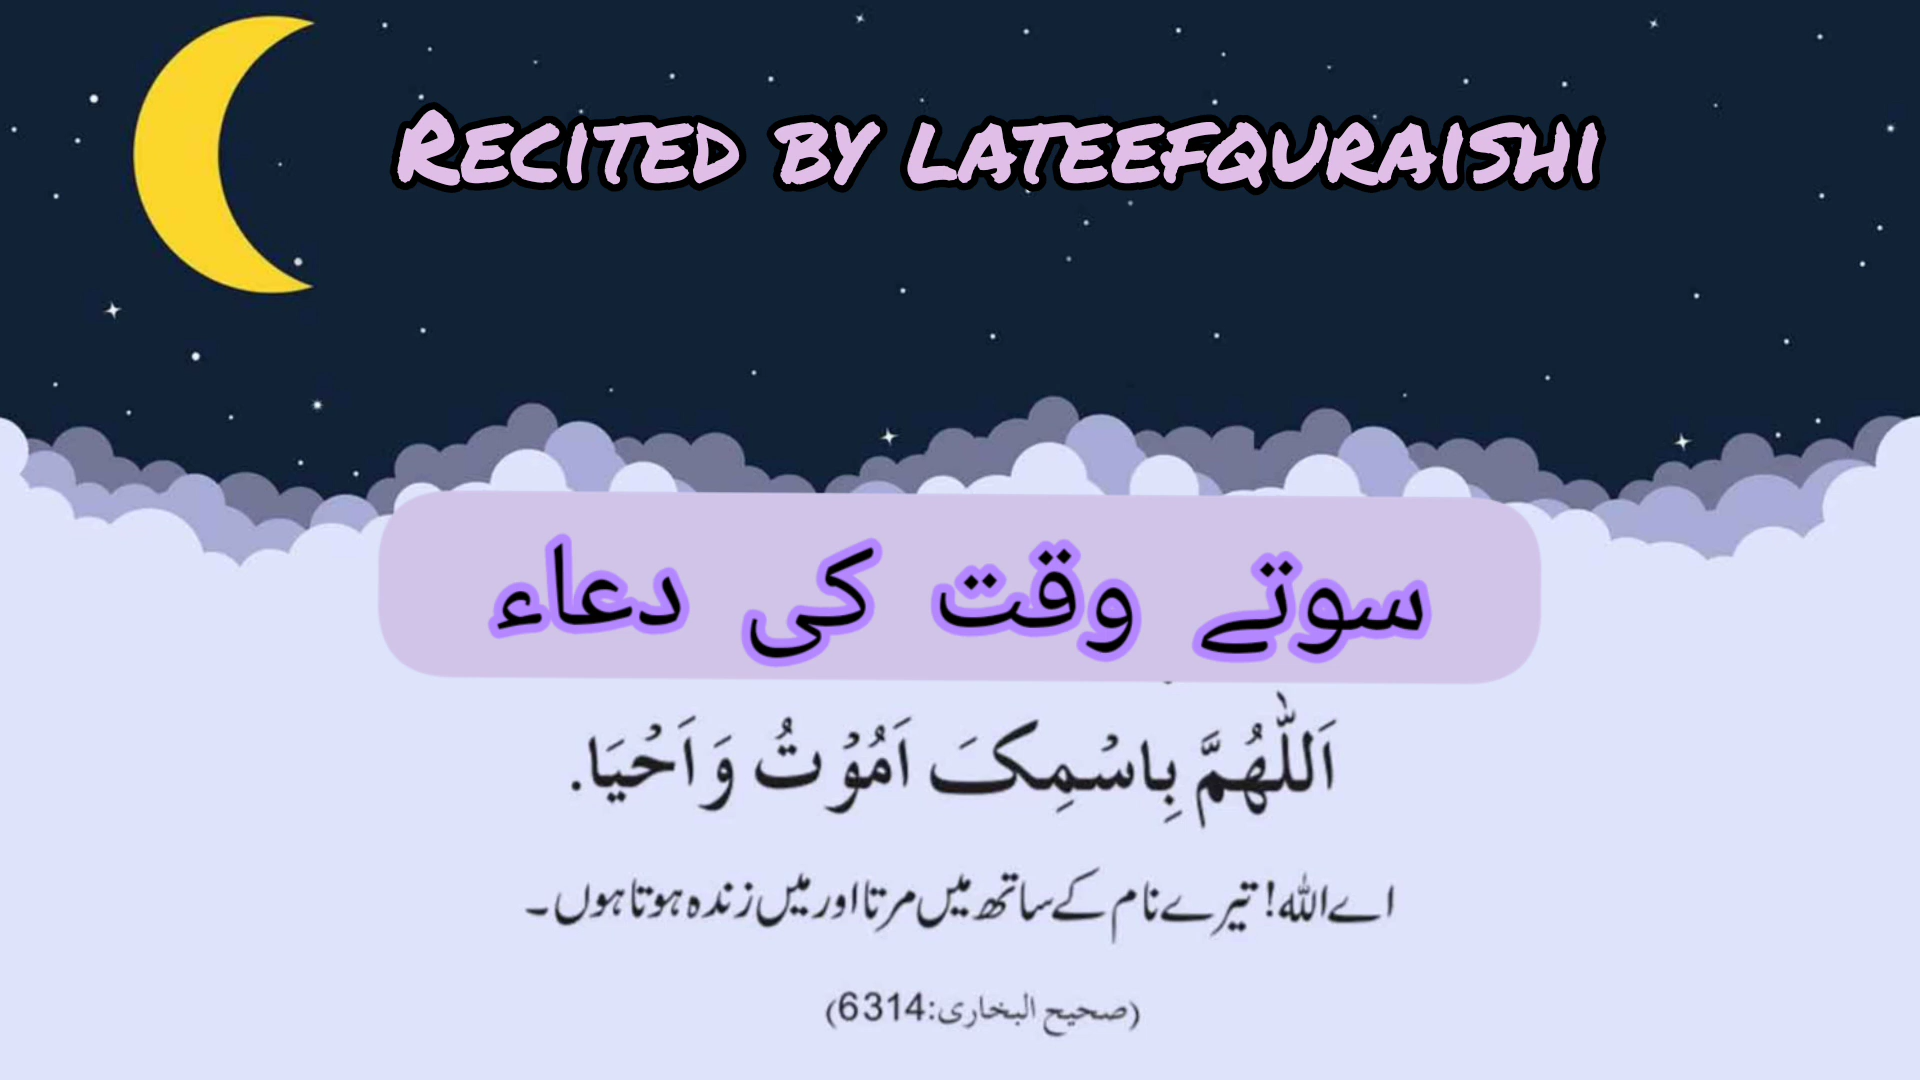 RECITED BY LATEEFQURAISHI
سوتے وقت کی دعاء
اَللّٰهُمَّ بِاسْمِکَ اَمُوْتُ وَ اَحْیَا.
اے اللہ! تیرے نام کے ساتھ میں مرتا اور میں زندہ ہوتا ہوں۔
(صحیح البخاری:6314)